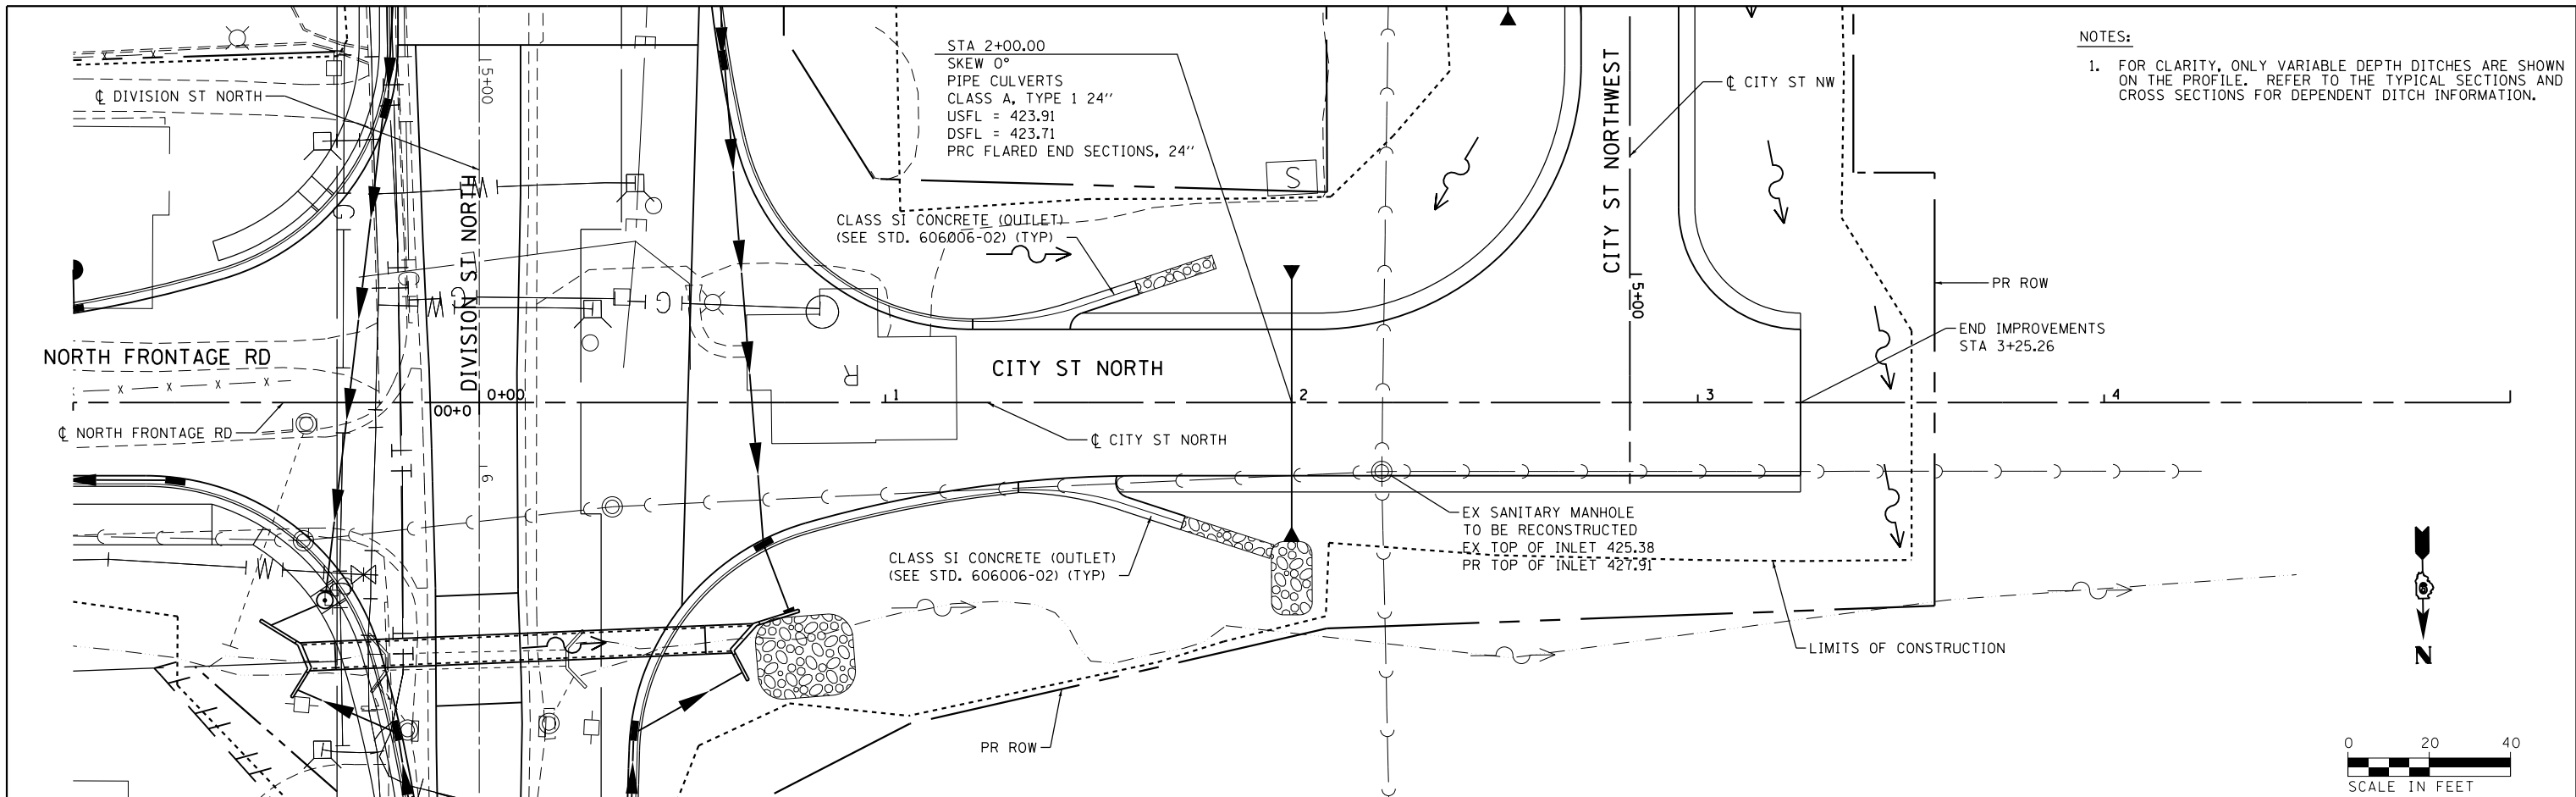 STA 2+00.00
SKEW 0°
PIPE CULVERTS
CLASS A, TYPE 1 24"
USFL = 423.91
DSFL = 423.71
PRC FLARED END SECTIONS, 24"
NOTES:
1. FOR CLARITY, ONLY VARIABLE DEPTH DITCHES ARE SHOWN
ON THE PROFILE. REFER TO THE TYPICAL SECTIONS AND
CROSS SECTIONS FOR DEPENDENT DITCH INFORMATION.
℄ DIVISION ST NORTH
15+00
DIVISION ST NORTH
CITY ST NORTHWEST
℄ CITY ST NW
S
W
G
CLASS SI CONCRETE (OUTLET)
(SEE STD. 606006-02) (TYP)
15+00
PR ROW
G
W
G
END IMPROVEMENTS
STA 3+25.26
NORTH FRONTAGE RD
CITY ST NORTH
R
X X X X
00+0
0+00
1
2
3
4
℄ NORTH FRONTAGE RD
℄ CITY ST NORTH
6
EX SANITARY MANHOLE
TO BE RECONSTRUCTED
EX TOP OF INLET 425.38
PR TOP OF INLET 427.91
CLASS SI CONCRETE (OUTLET)
(SEE STD. 606006-02) (TYP)
W
LIMITS OF CONSTRUCTION
N
PR ROW
0 20 40
SCALE IN FEET